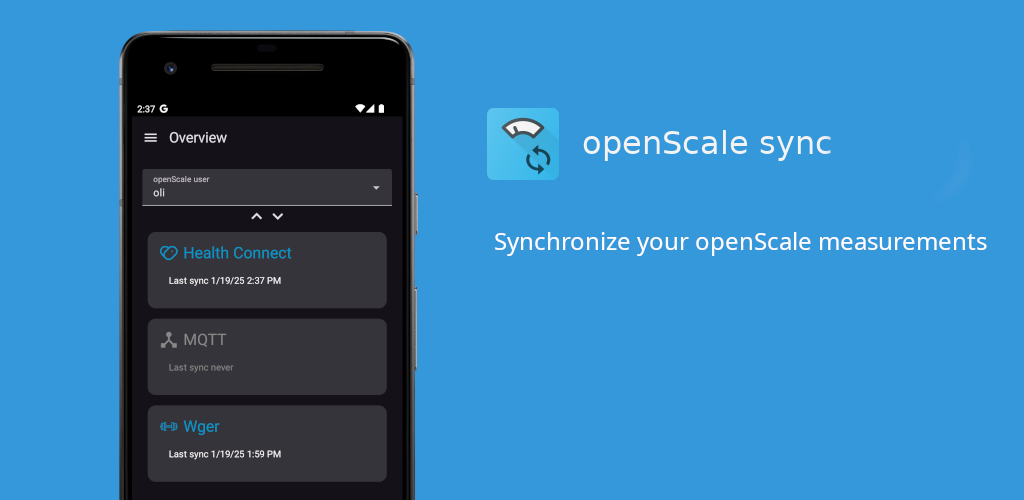 2:37 G
Overview
openScale user
oli
Health Connect
Last sync 1/19/25 2:37 PM
MQTT
Last sync never
Wger
Last sync 1/19/25 1:59 PM
openScale sync
Synchronize your openScale measurements